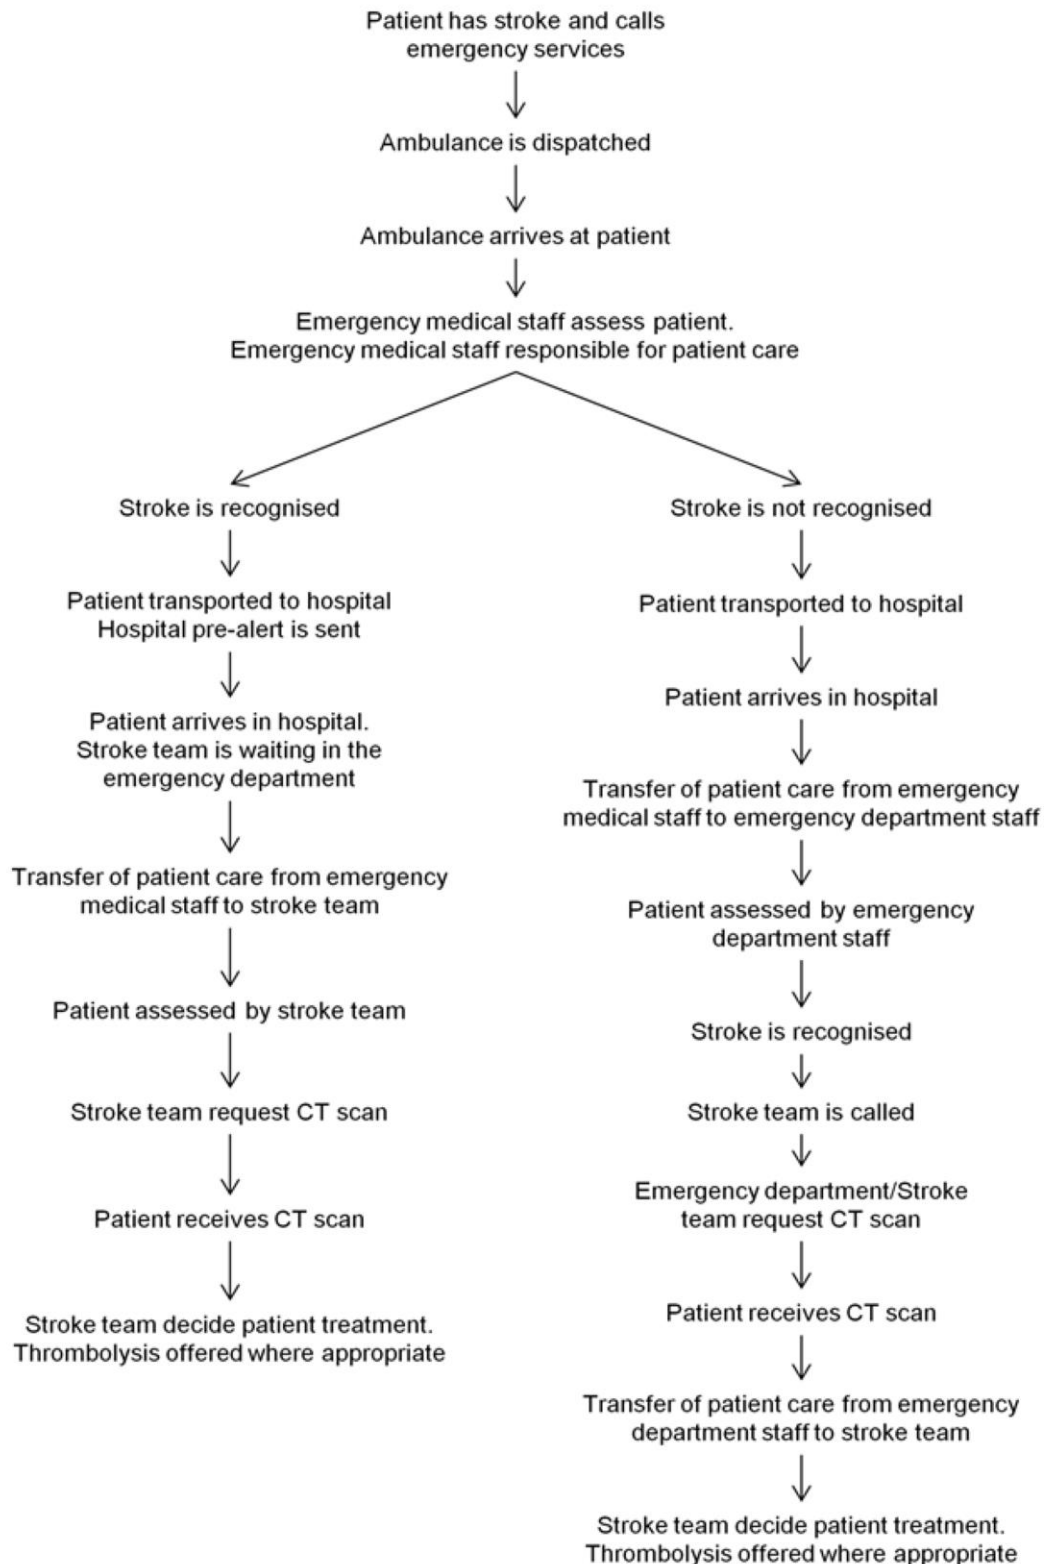 Patient has stroke and calls
emergency services
Ambulance is dispatched
Ambulance arrives at patient
Emergency medical staff assess patient.
Emergency medical staff responsible for patient care
Stroke is recognised
Patient transported to hospital
Hospital pre-alert is sent
Patient arrives in hospital.
Stroke team is waiting in the
emergency department
Transfer of patient care from emergency
medical staff to stroke team
Patient assessed by stroke team
Stroke team request CT scan
Patient receives CT scan
Stroke team decide patient treatment.
Thrombolysis offered where appropriate
Stroke is not recognised
Patient transported to hospital
Patient arrives in hospital
Transfer of patient care from emergency
medical staff to emergency department staff
Patient assessed by emergency
department staff
Stroke is recognised
Stroke team is called
Emergency department/Stroke
team request CT scan
Patient receives CT scan
Transfer of patient care from emergency
department staff to stroke team
Stroke team decide patient treatment.
Thrombolysis offered where appropriate